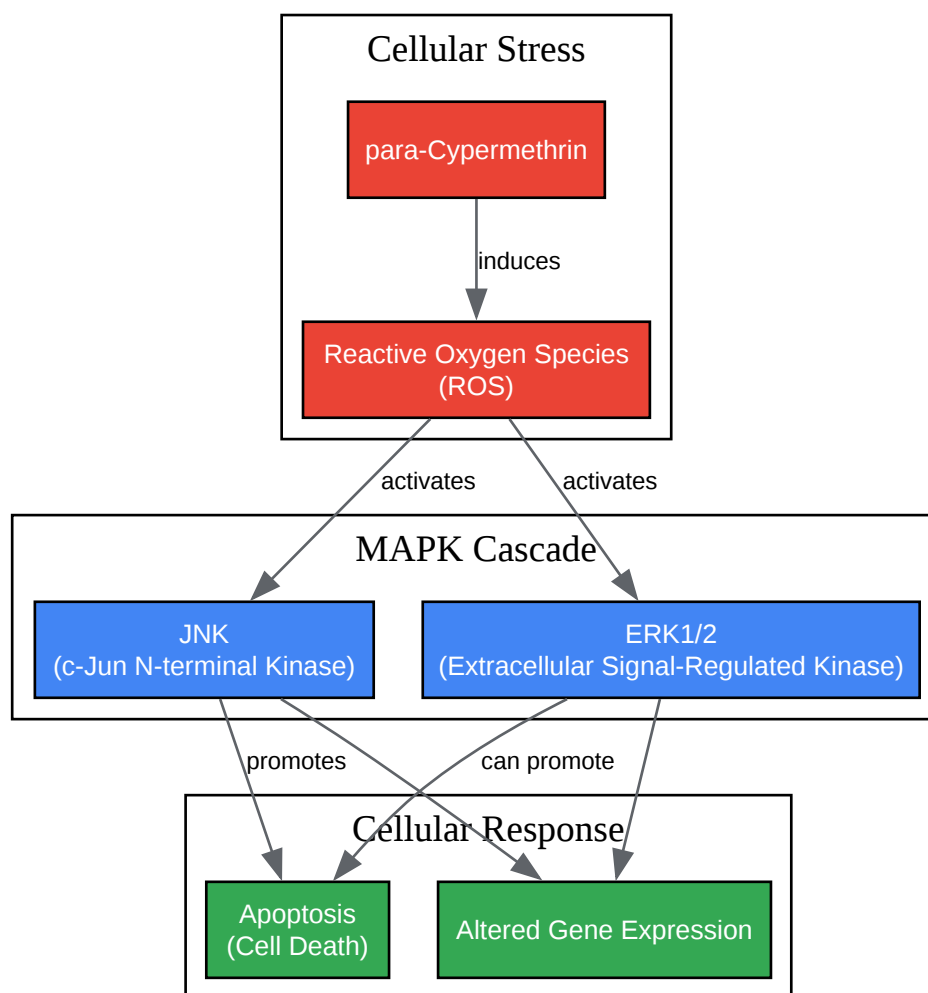 Cellular Stress
para-Cypermethrin
induces
Reactive Oxygen Species
(ROS)
activates
activates
MAPK Cascade
JNK
(c-Jun N-terminal Kinase)
ERK1/2
(Extracellular Signal-Regulated Kinase)
promotes
can promote
Cellular Response
Apoptosis
(Cell Death)
Altered Gene Expression